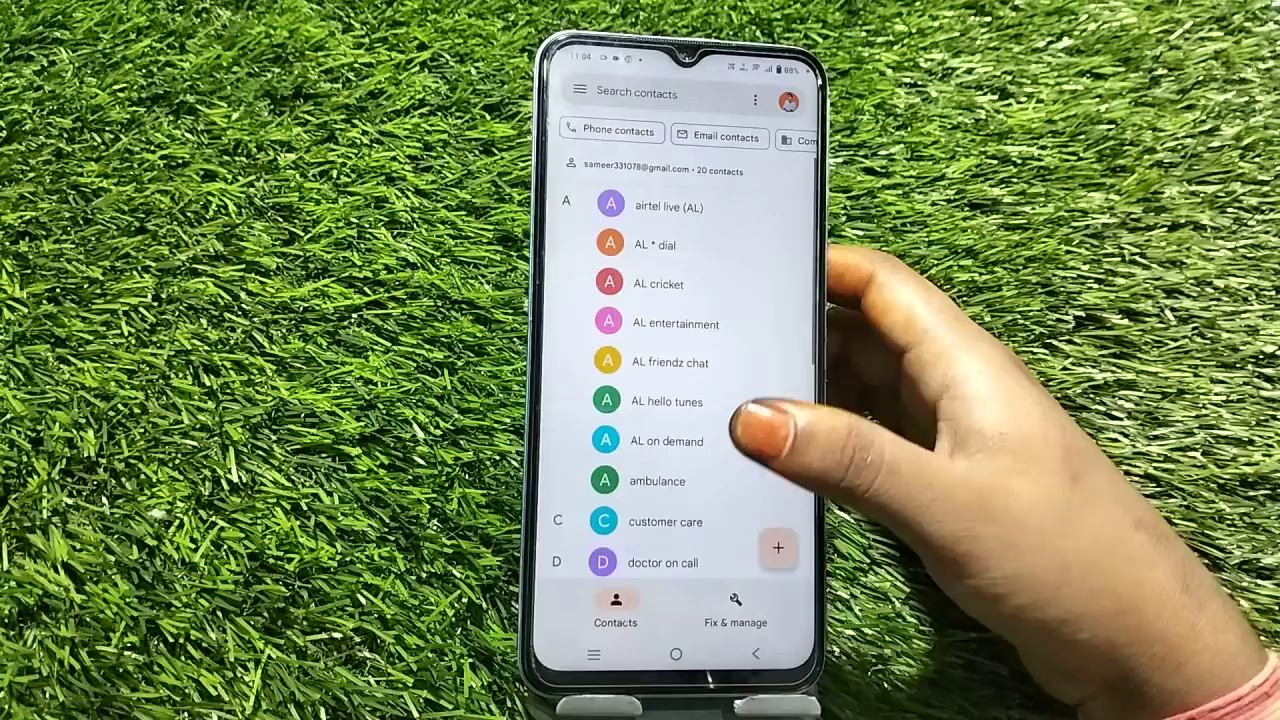 11:04 88%
Search contacts
Phone contacts Email contacts Com
sameer331078@gmail.com • 20 contacts
A A airtel live (AL)
A AL * dial
A AL cricket
A AL entertainment
A AL friendz chat
A AL hello tunes
A AL on demand
A ambulance
C C customer care
D D doctor on call
+
Contacts Fix & manage